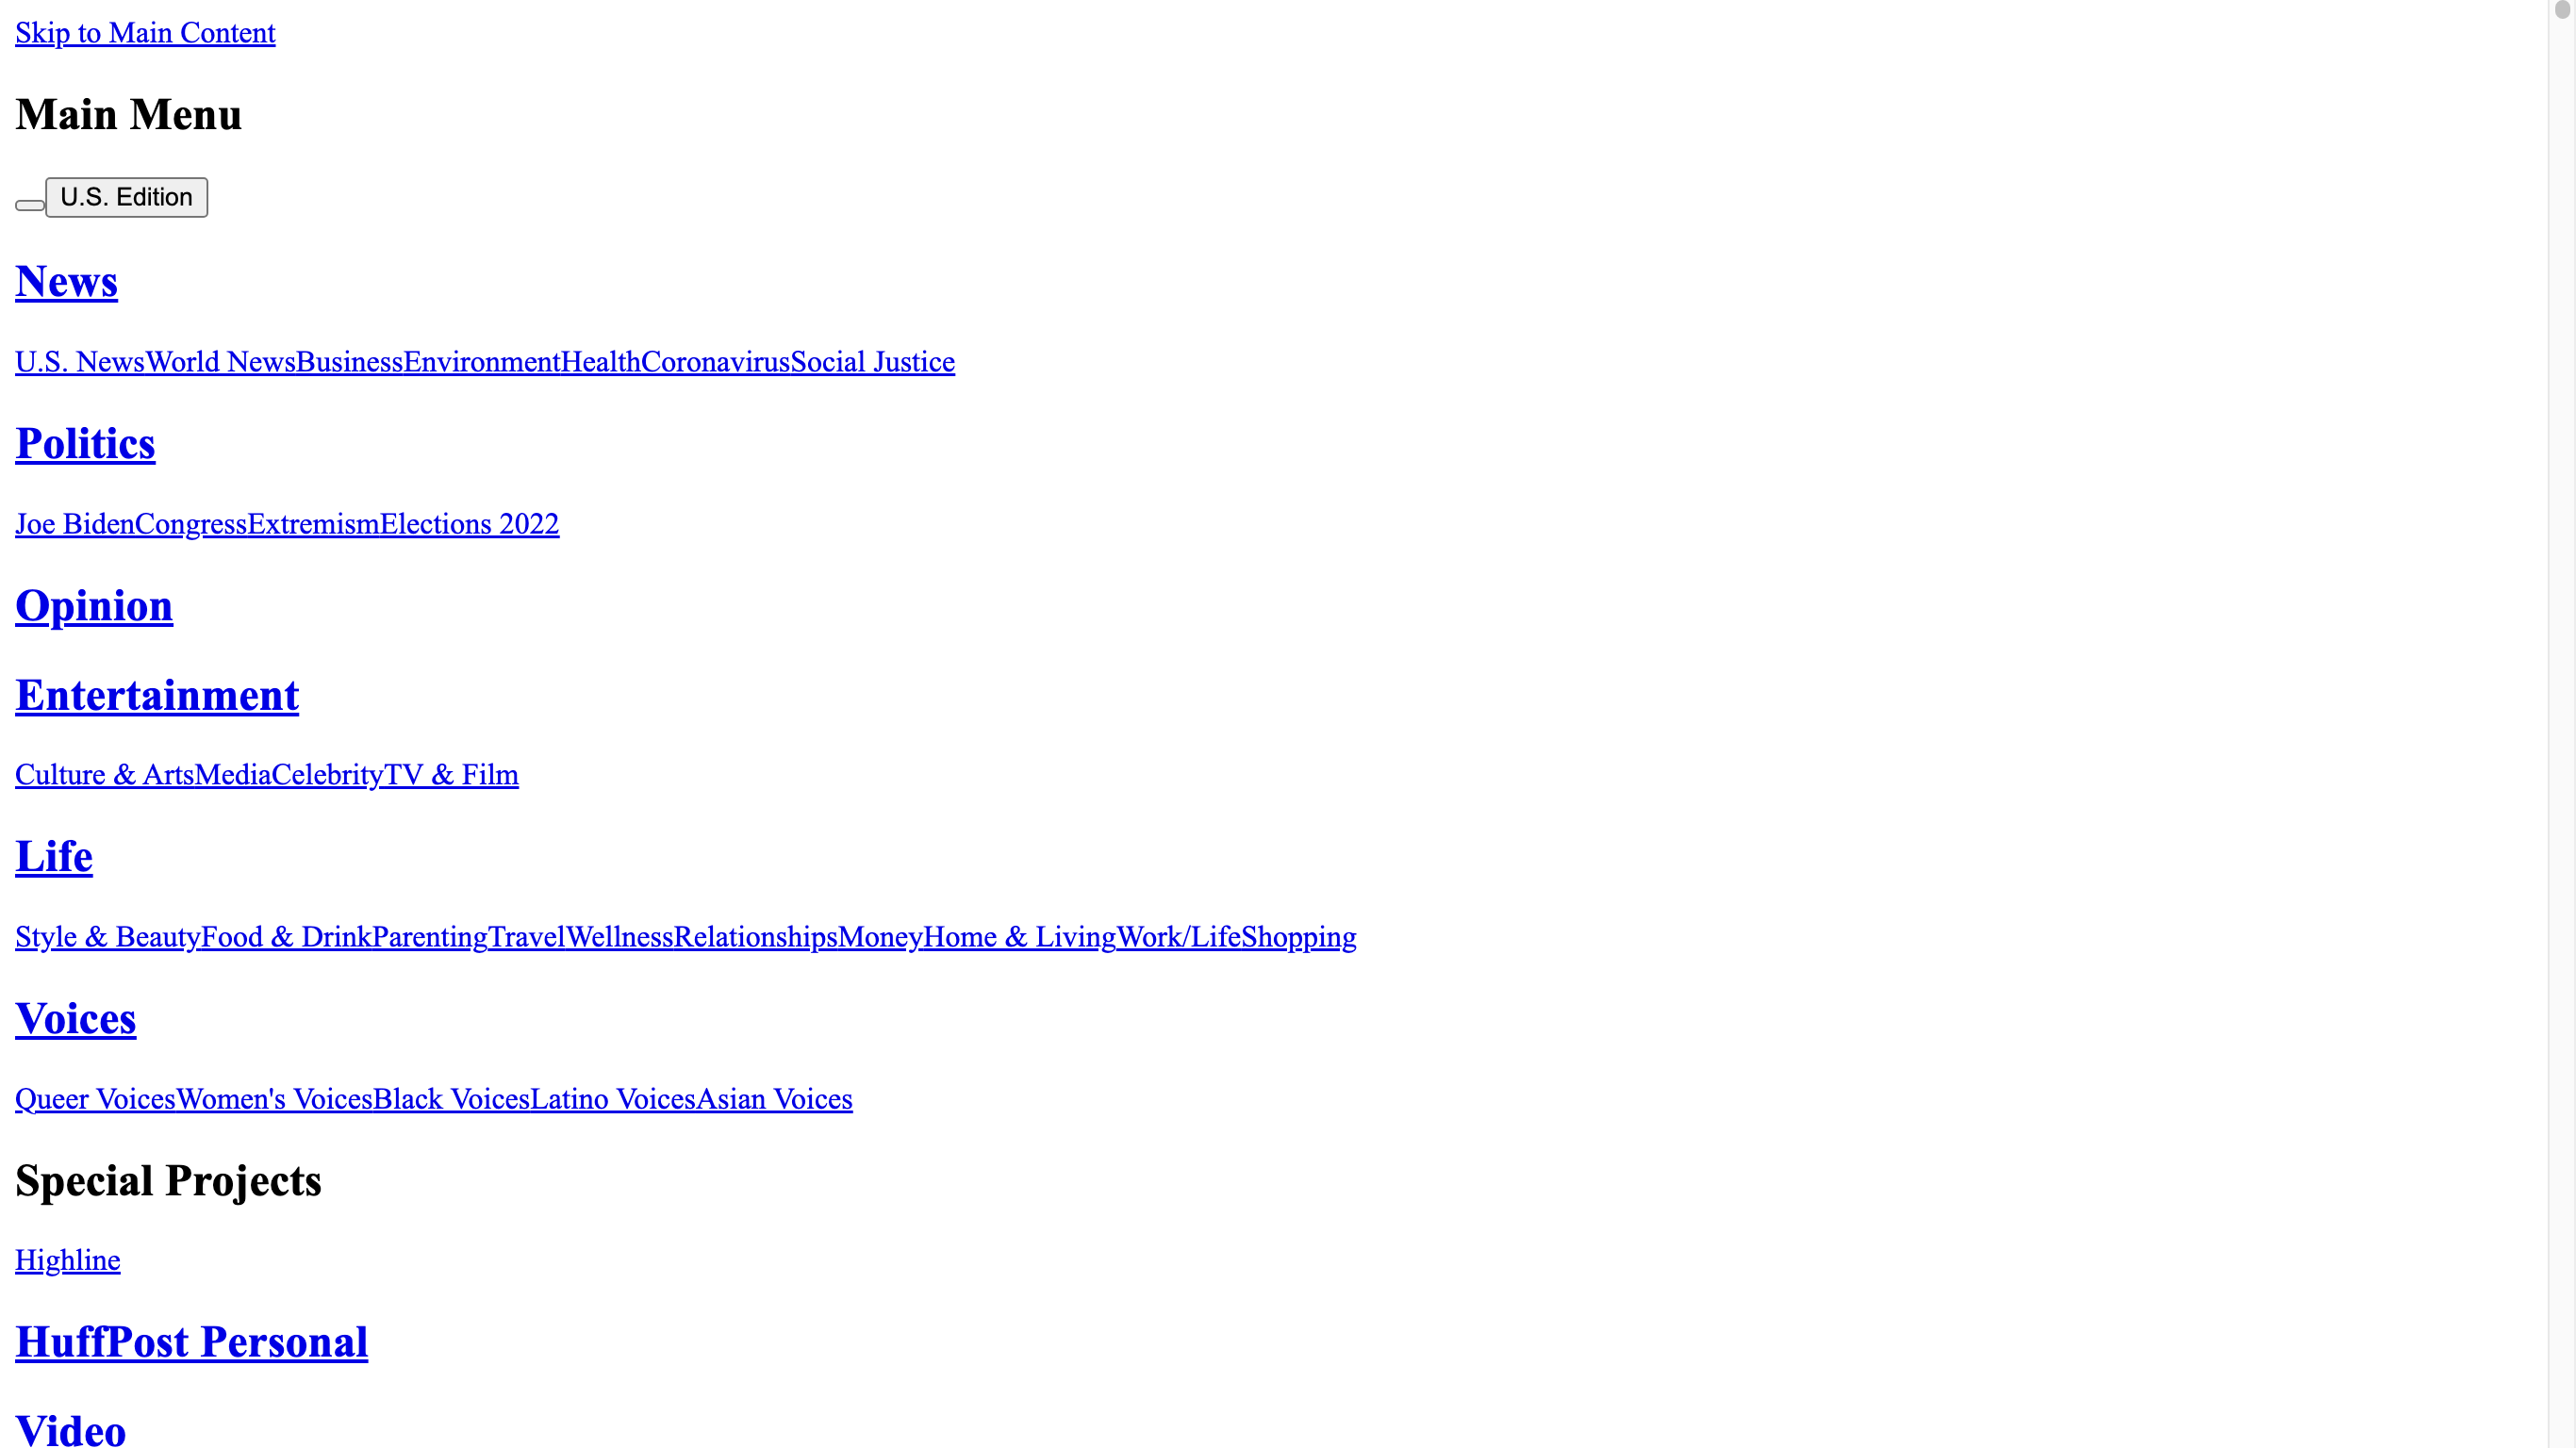 Skip to Main Content
Main Menu
U.S. Edition
News
U.S. NewsWorld NewsBusinessEnvironmentHealthCoronavirusSocial Justice
Politics
Joe BidenCongressExtremismElections 2022
Opinion
Entertainment
Culture & ArtsMediaCelebrityTV & Film
Life
Style & BeautyFood & DrinkParentingTravelWellnessRelationshipsMoneyHome & LivingWork/LifeShopping
Voices
Queer VoicesWomen's VoicesBlack VoicesLatino VoicesAsian Voices
Special Projects
Highline
HuffPost Personal
Video